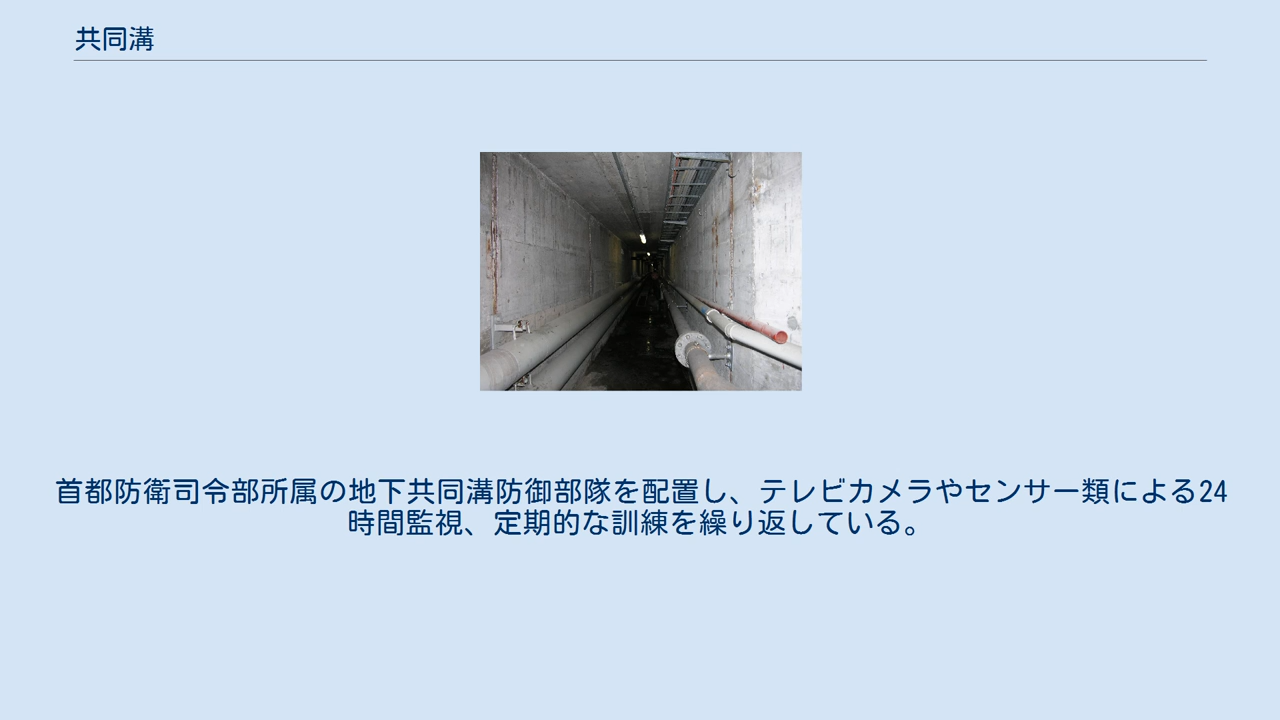 共同溝
首都防衛司令部所属の地下共同溝防御部隊を配置し、テレビカメラやセンサー類による24
時間監視、定期的な訓練を繰り返している。